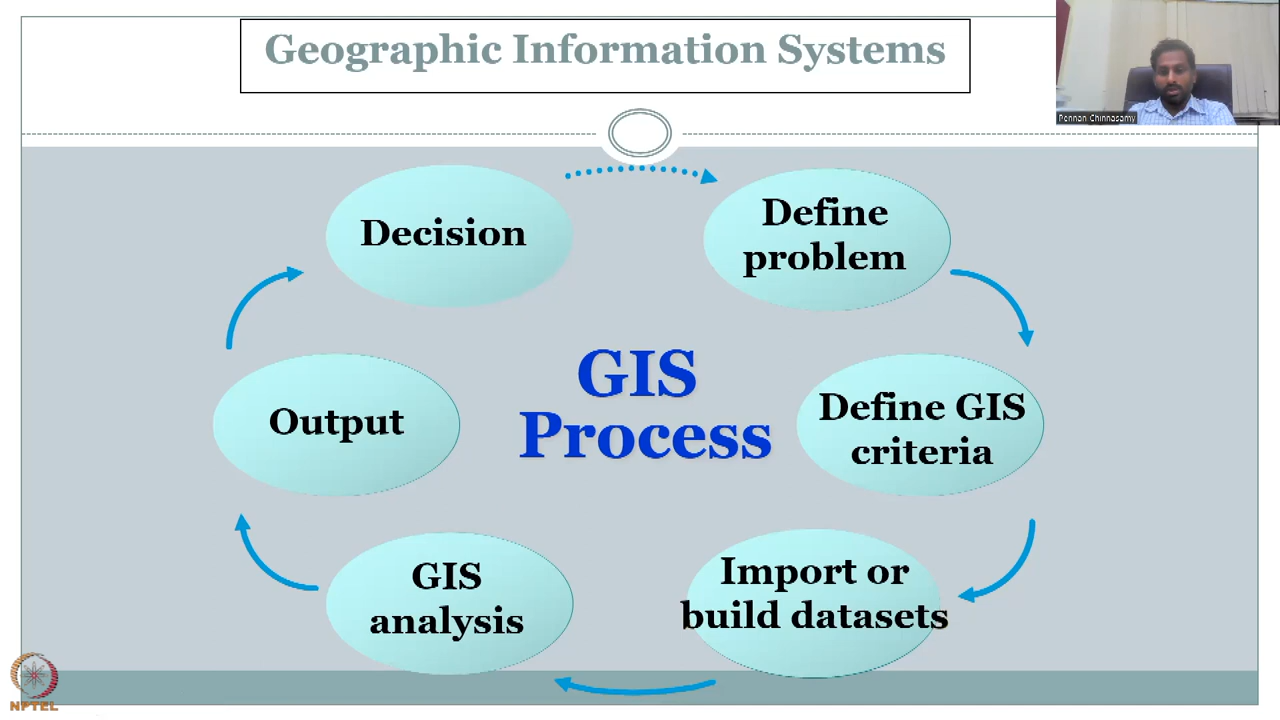 Geographic Information Systems
Pennan Chinnasamy
Decision
Define
problem
GIS
Process
Output
Define GIS
criteria
GIS
analysis
Import or
build datasets
NPTEL